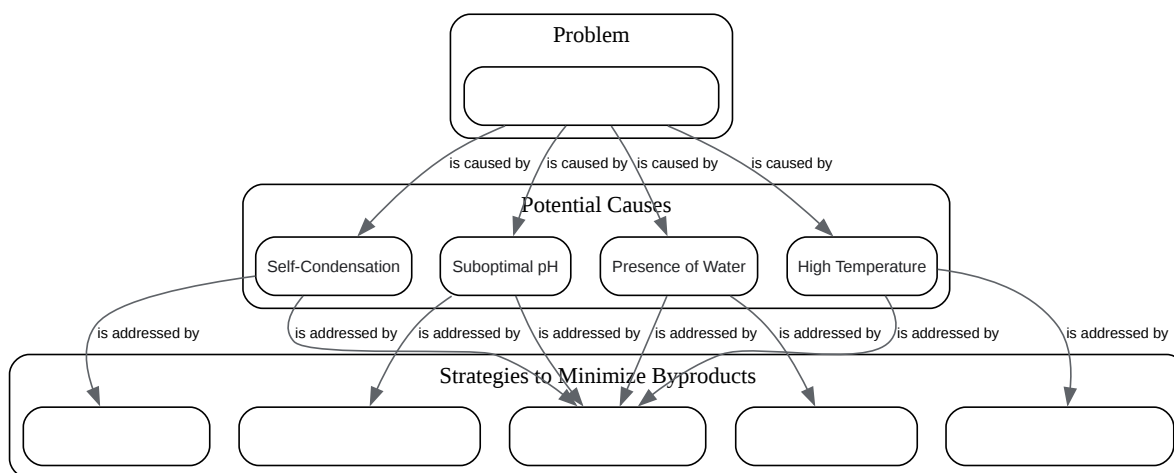 Problem
is caused by
is caused by
is caused by
is caused by
Potential Causes
Self-Condensation
Suboptimal pH
Presence of Water
High Temperature
is addressed by
is addressed by
is addressed by
is addressed by
is addressed by
is addressed by
is addressed by
is addressed by
Strategies to Minimize Byproducts